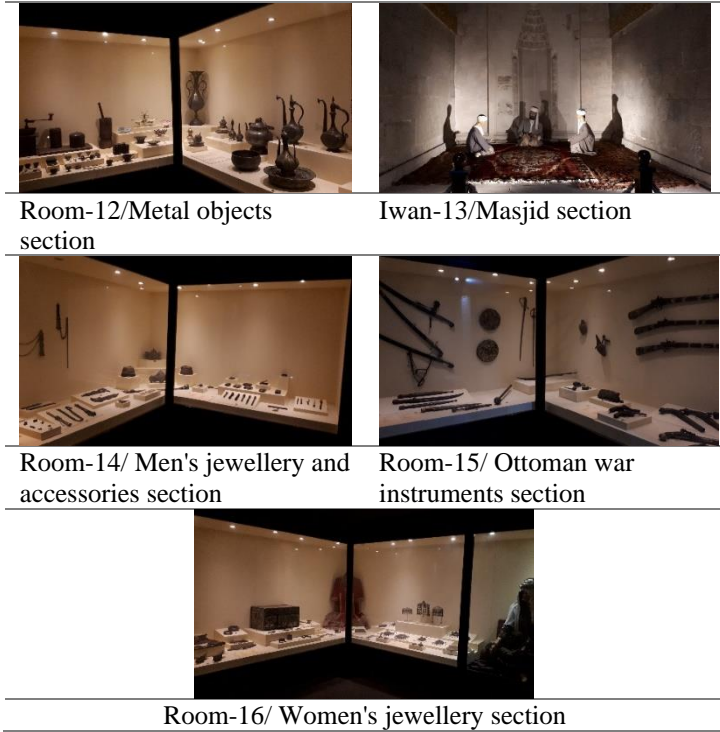 Room-12/Metal objects
section
Iwan-13/Masjid section
Room-14/ Men's jewellery and
accessories section
Room-15/ Ottoman war
instruments section
Room-16/ Women's jewellery section